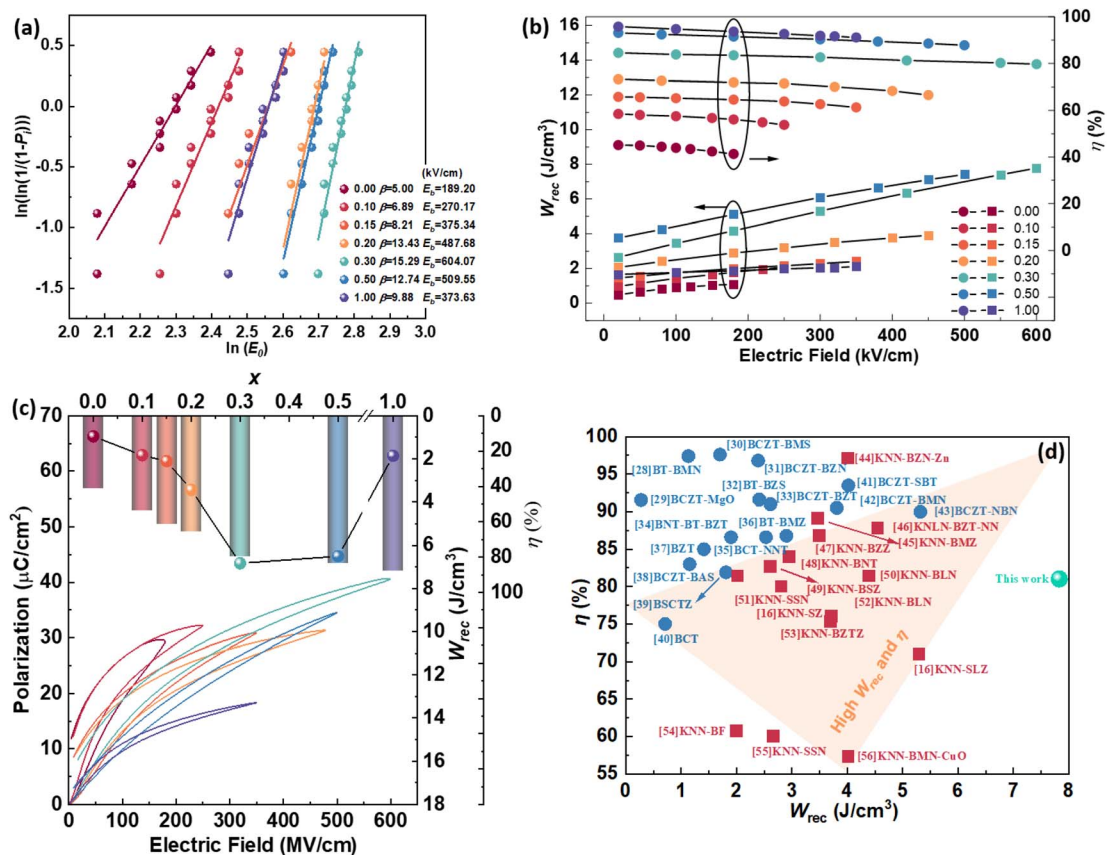 (a)
ln(ln(1/(1-Pi)))
0.5
0.0
-0.5
-1.0
-1.5
2.0 2.1 2.2 2.3 2.4 2.5 2.6 2.7 2.8 2.9 3.0
ln (E0)
(kV/cm)
0.00 β=5.00 Eb=189.20
0.10 β=6.89 Eb=270.17
0.15 β=8.21 Eb=375.34
0.20 β=13.43 Eb=487.68
0.30 β=15.29 Eb=604.07
0.50 β=12.74 Eb=509.55
1.00 β=9.88 Eb=373.63
(b)
Wrec (J/cm3)
16
14
12
10
8
6
4
2
0
100
80
60
40
20
0
η (%)
0.00
0.10
0.15
0.20
0.30
0.50
1.00
0 100 200 300 400 500 600
Electric Field (kV/cm)
(c)
x
0.0 0.1 0.2 0.3 0.4 0.5 1.0
Polarization (μC/cm2)
70
60
50
40
30
20
10
0
0
2
4
6
8
10
11
13
14
16
18
Wrec (J/cm3)
0
20
40
60
80
100
η (%)
0 100 200 300 400 500 600
Electric Field (MV/cm)
(d)
η (%)
100
95
90
85
80
75
70
65
60
55
[30]BCZT-BMS
[44]KNN-BZN-Zn
[28]BT-BMN
[31]BCZT-BZN
[41]BCZT-SBT
[32]BT-BZS
[29]BCZT-MgO
[33]BCZT-BZT
[42]BCZT-BMN
[43]BCZT-NBN
[34]BNT-BT-BZT
[36]BT-BMZ
[46]KNLN-BZT-NN
[45]KNN-BMZ
[37]BZT
[35]BCT-NNT
[47]KNN-BZZ
[48]KNN-BNT
[38]BCZT-BAS
[50]KNN-BLN
[49]KNN-BSZ
This work
[39]BSCTZ
[51]KNN-SSN
[52]KNN-BLN
[16]KNN-SZ
[40]BCT
[53]KNN-BZTZ
[16]KNN-SLZ
High Wrec and η
[54]KNN-BF
[55]KNN-SSN
[56]KNN-BMN-CuO
0 1 2 3 4 5 6 7 8
Wrec (J/cm3)